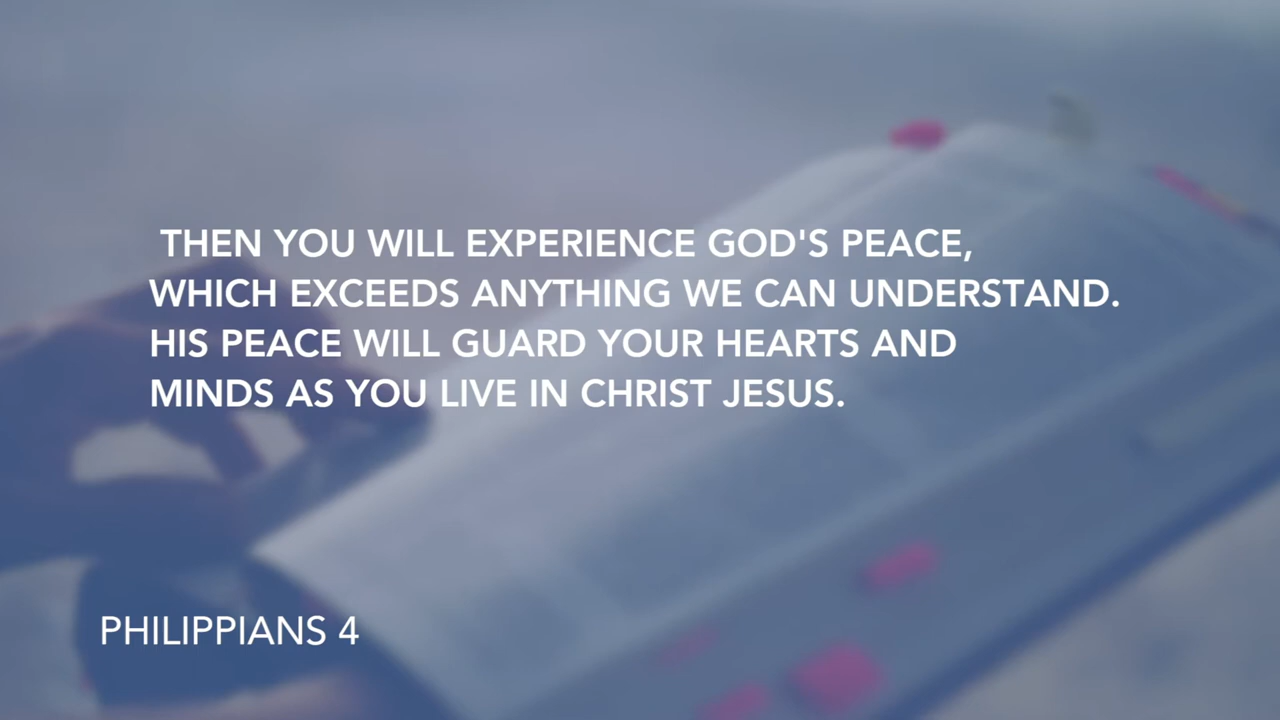 THEN YOU WILL EXPERIENCE GOD'S PEACE,
WHICH EXCEEDS ANYTHING WE CAN UNDERSTAND.
HIS PEACE WILL GUARD YOUR HEARTS AND
MINDS AS YOU LIVE IN CHRIST JESUS.
PHILIPPIANS 4